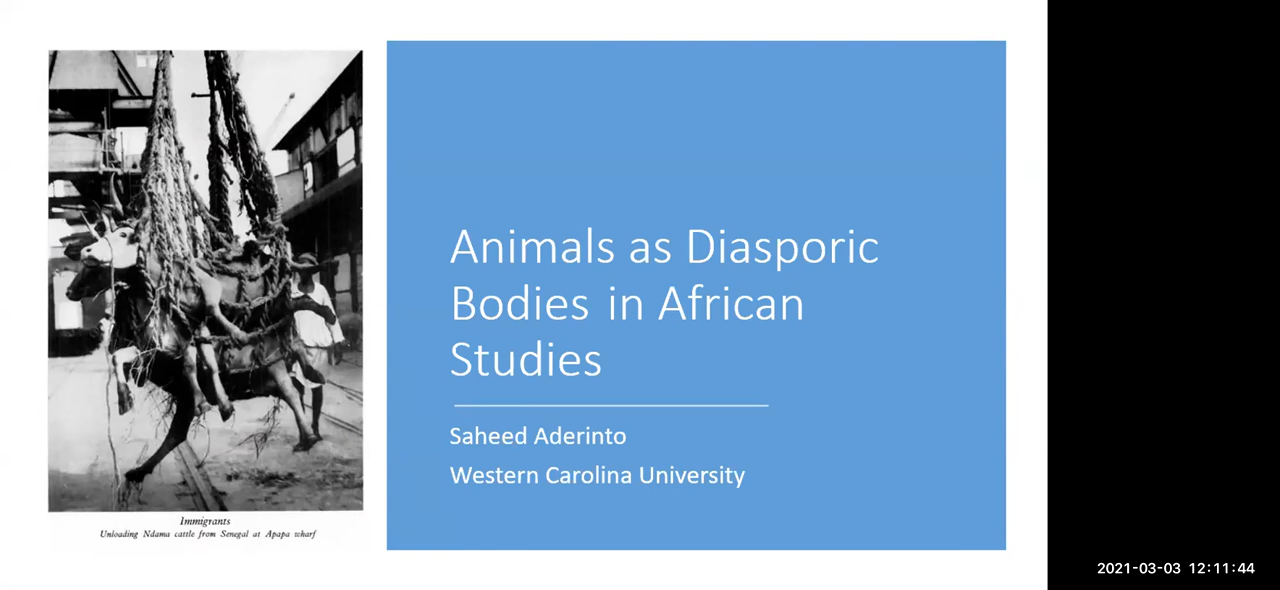 Animals as Diasporic
Bodies in African
Studies
Saheed Aderinto
Western Carolina University
Immigrants
Unloading Ndama cattle from Senegal at Apapa wharf
2021-03-03 12:11:44